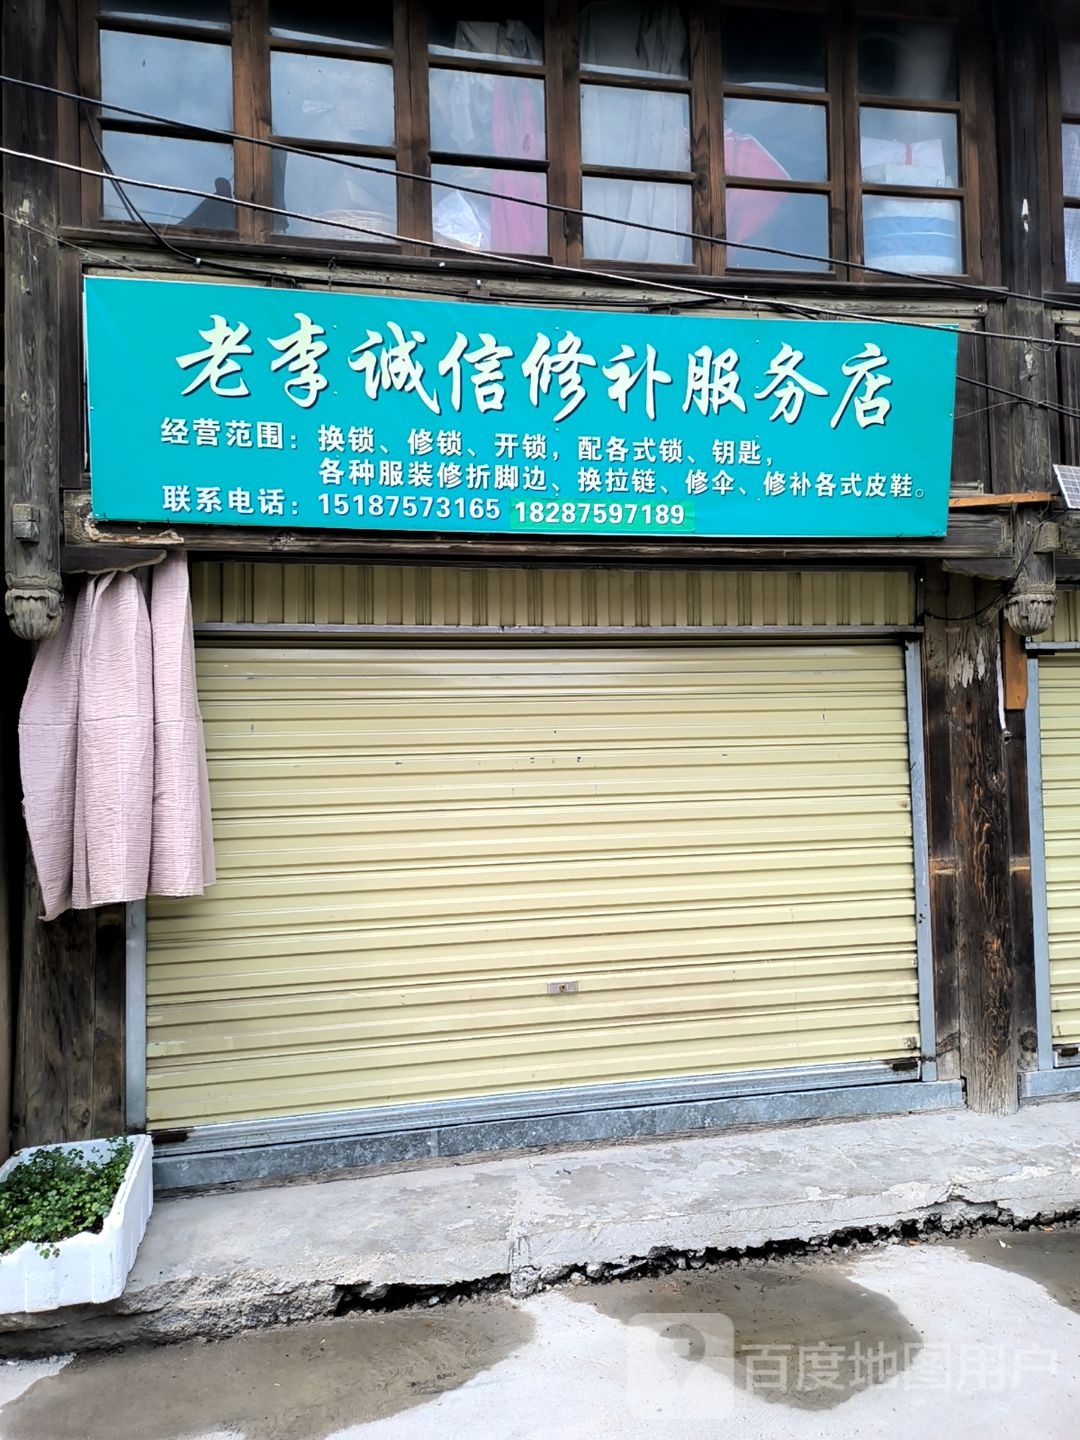 老李诚信修补服务店
经营范围：换锁、修锁、开锁，配各式锁、钥匙，
各种服装修折脚边、换拉链、修伞、修补各式皮鞋。
联系电话：15187573165 18287597189
百度地图用户